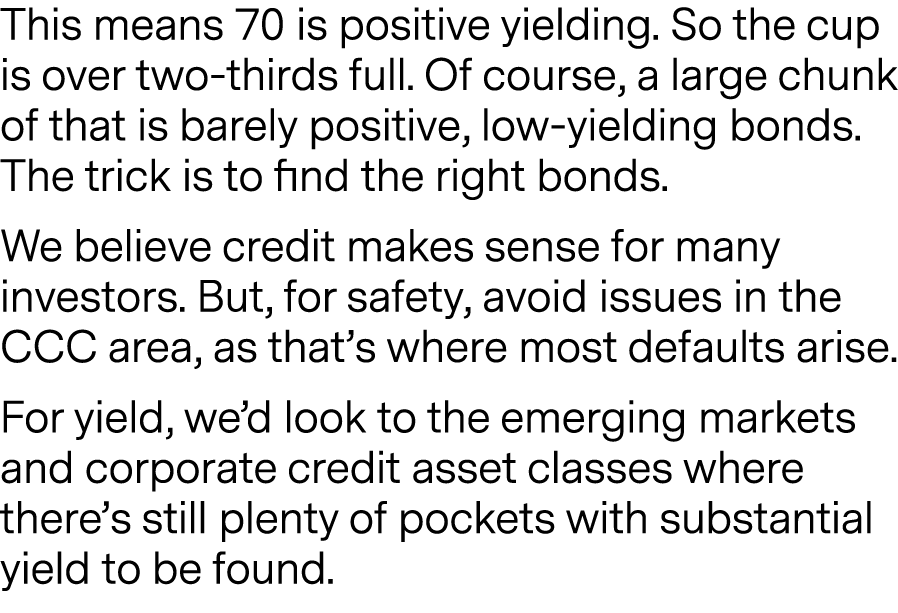 This means 70 is positive yielding. So the cup
is over two-thirds full. Of course, a large chunk
of that is barely positive, low-yielding bonds.
The trick is to find the right bonds.
We believe credit makes sense for many
investors. But, for safety, avoid issues in the
CCC area, as that’s where most defaults arise.
For yield, we’d look to the emerging markets
and corporate credit asset classes where
there’s still plenty of pockets with substantial
yield to be found.